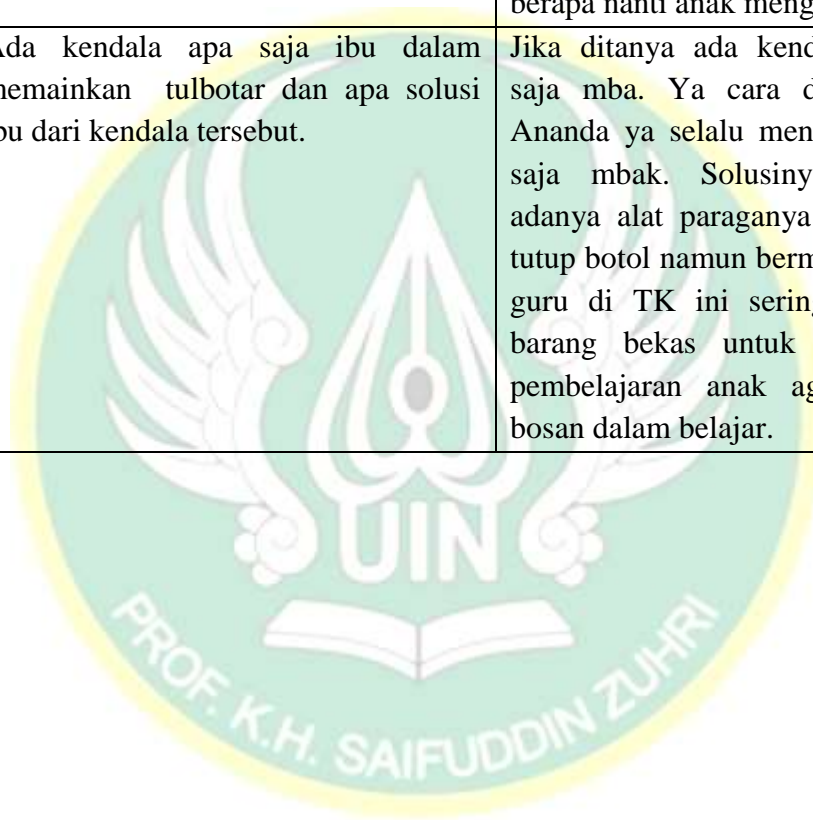 berapa nanti anak meng
Ada kendala apa saja ibu dalam
memainkan tulbotar dan apa solusi
ibu dari kendala tersebut.
Jika ditanya ada kend
saja mba. Ya cara d
Ananda ya selalu men
saja mbak. Solusiny
adanya alat paraganya
tutup botol namun berm
guru di TK ini sering
barang bekas untuk
pembelajaran anak ag
bosan dalam belajar.
UIN
PROF. K.H. SAIFUDDIN ZUHRI